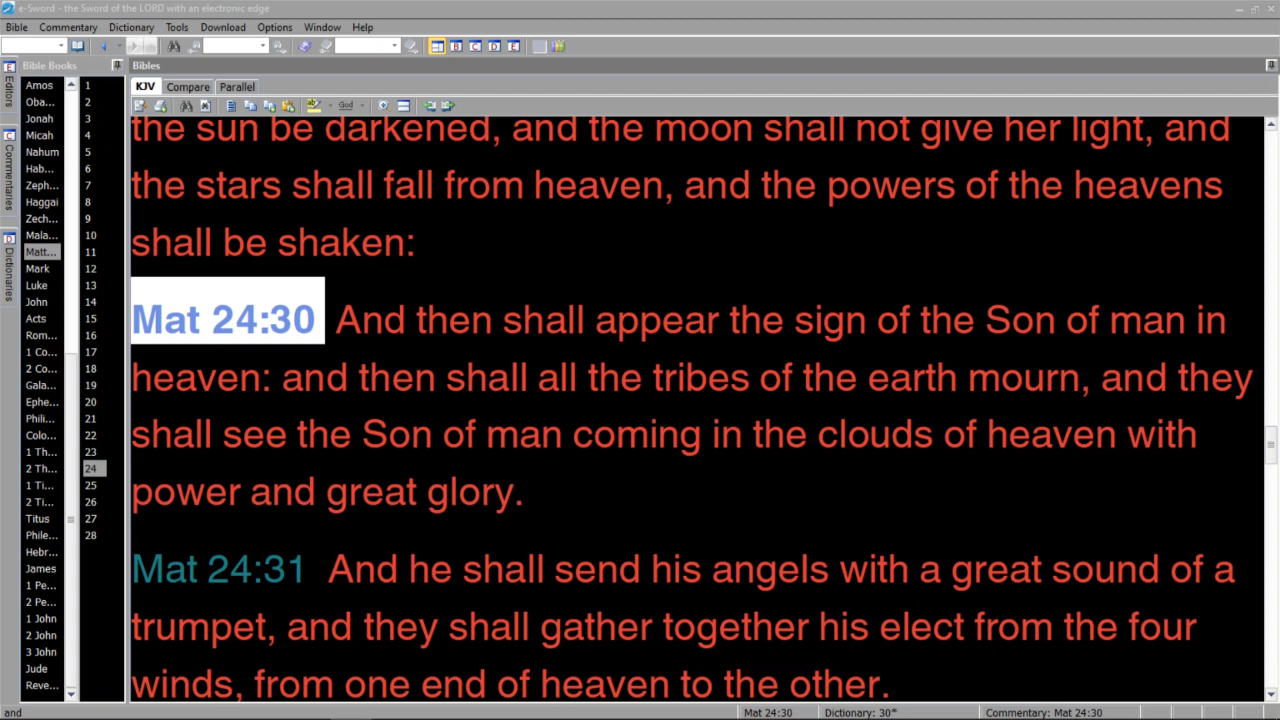 e-Sword - the Sword of the LORD with an electronic edge
Bible Commentary Dictionary Tools Download Options Window Help
B C D E
E Bible Books Bibles
Editors
C Commentaries
D Dictionaries
KJV Compare Parallel
God
Amos
Oba...
Jonah
Micah
Nahum
Hab...
Zeph...
Haggai
Zech...
Mala...
Matt...
Mark
Luke
John
Acts
Rom...
1 Co...
2 Co...
Gala...
Ephe...
Phili...
Colo...
1 Th...
2 Th...
1 Ti...
2 Ti...
Titus
Phile...
Hebr...
James
1 Pe...
2 Pe...
1 John
2 John
3 John
Jude
Reve...
1
2
3
4
5
6
7
8
9
10
11
12
13
14
15
16
17
18
19
20
21
22
23
24
25
26
27
28
the sun be darkened, and the moon shall not give her light, and
the stars shall fall from heaven, and the powers of the heavens
shall be shaken:
Mat 24:30 And then shall appear the sign of the Son of man in
heaven: and then shall all the tribes of the earth mourn, and they
shall see the Son of man coming in the clouds of heaven with
power and great glory.
Mat 24:31 And he shall send his angels with a great sound of a
trumpet, and they shall gather together his elect from the four
winds, from one end of heaven to the other.
and Mat 24:30 Dictionary: 30* Commentary: Mat 24:30